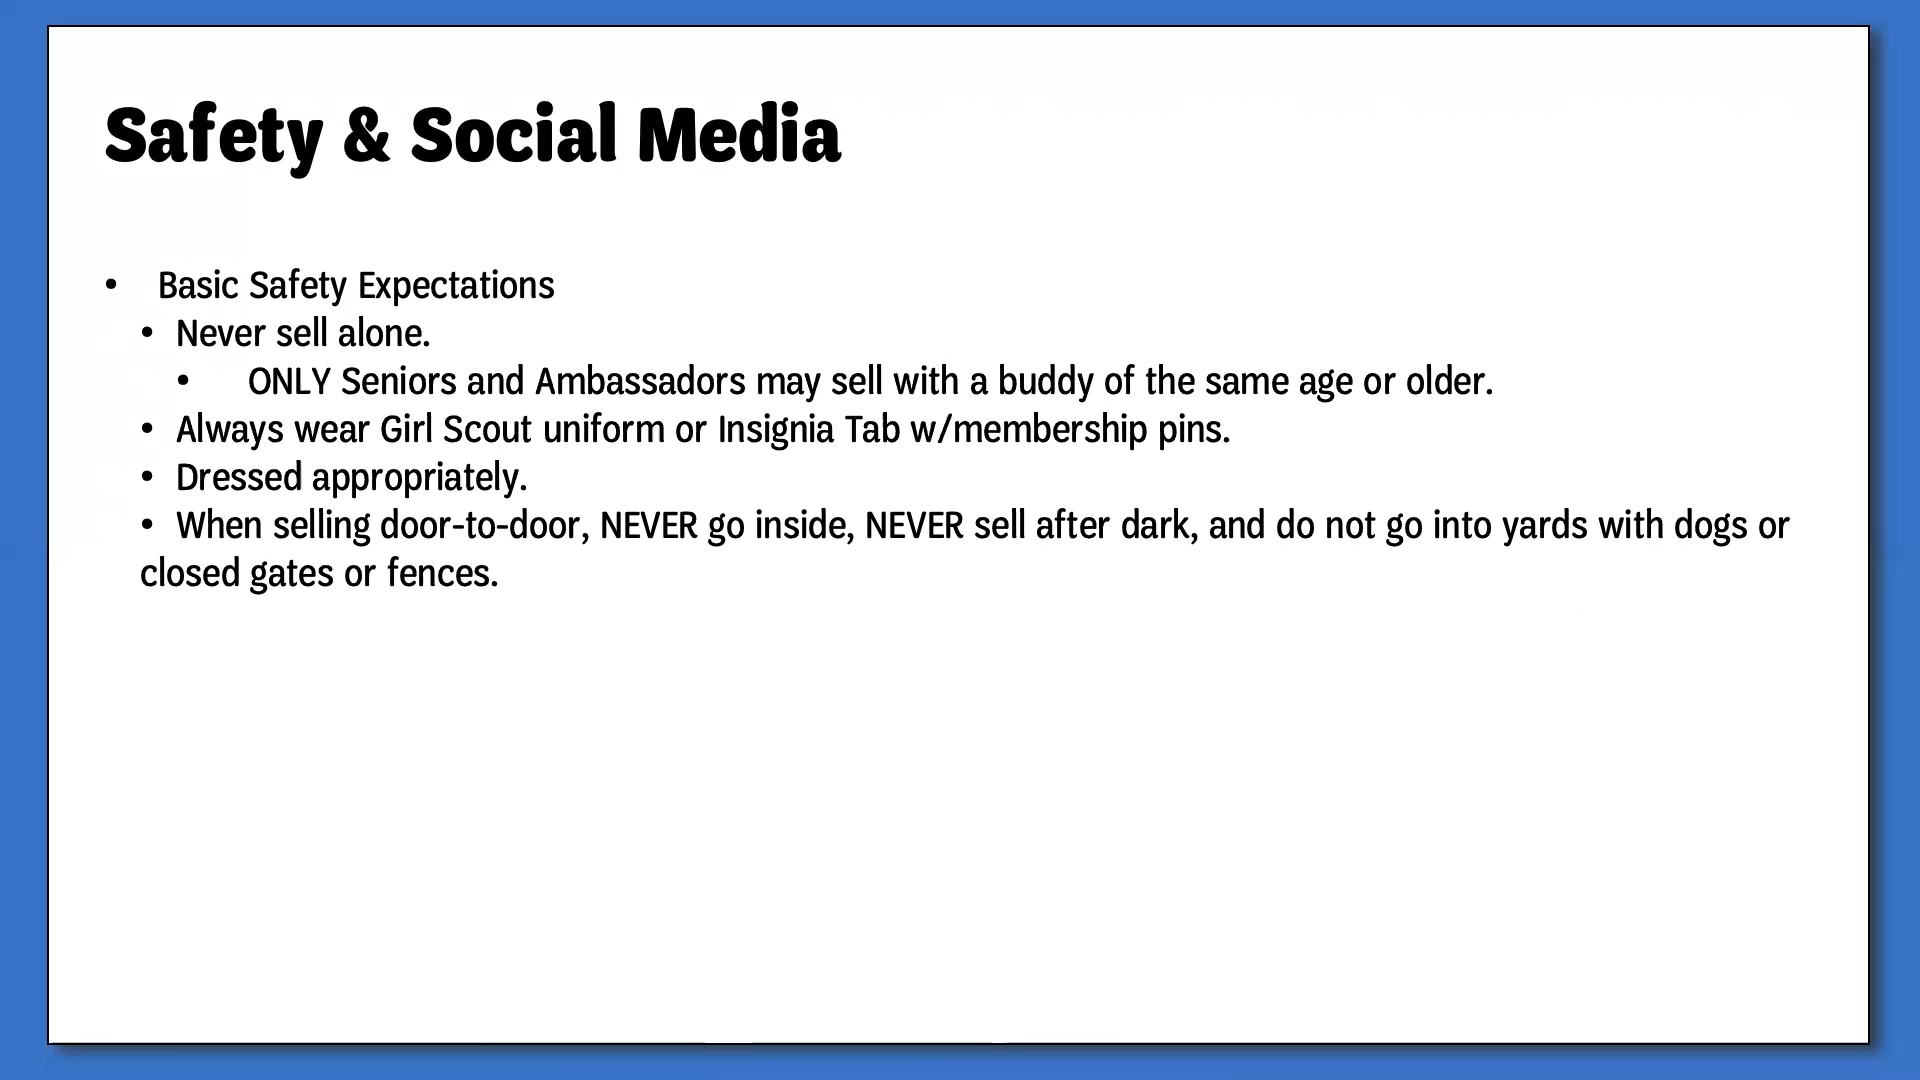 Safety & Social Media
• Basic Safety Expectations
• Never sell alone.
• ONLY Seniors and Ambassadors may sell with a buddy of the same age or older.
• Always wear Girl Scout uniform or Insignia Tab w/membership pins.
• Dressed appropriately.
• When selling door-to-door, NEVER go inside, NEVER sell after dark, and do not go into yards with dogs or
closed gates or fences.